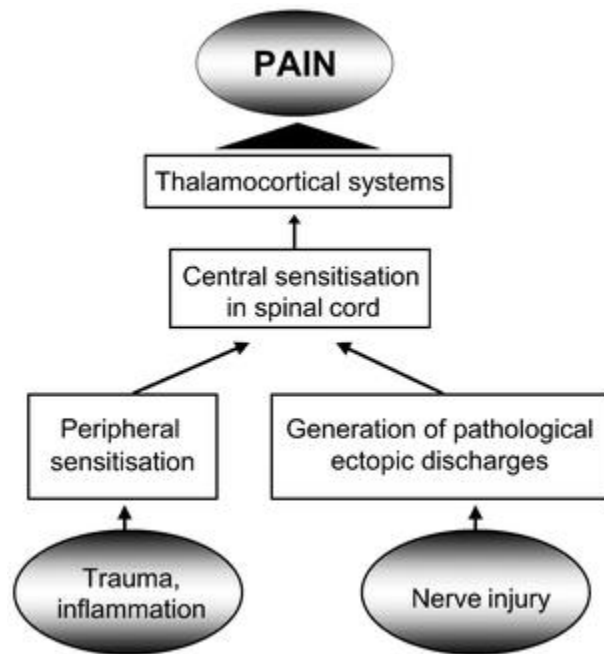 PAIN
Thalamocortical systems
Central sensitisation
in spinal cord
Peripheral
sensitisation
Generation of pathological
ectopic discharges
Trauma,
inflammation
Nerve injury